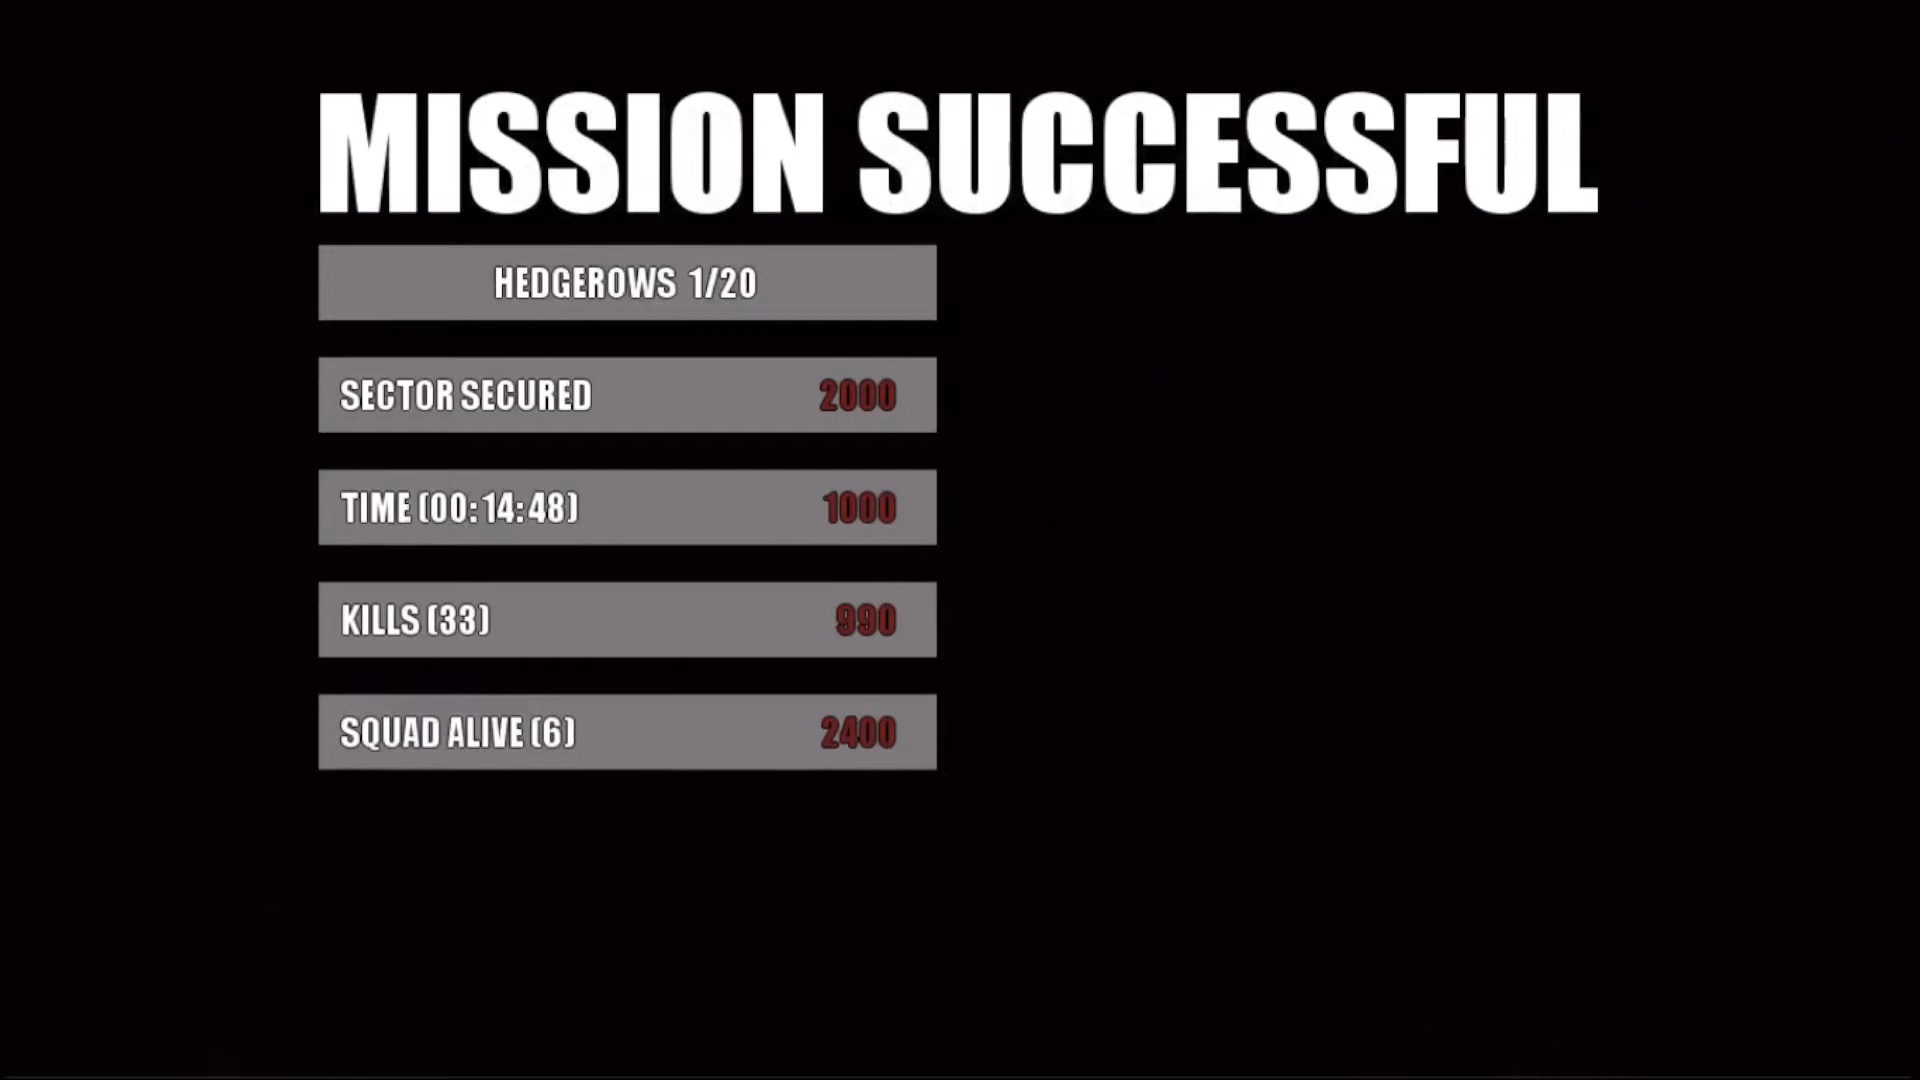 MISSION SUCCESSFUL
HEDGEROWS 1/20
SECTOR SECURED 2000
TIME (00:14:48) 1000
KILLS (33) 990
SQUAD ALIVE (6) 2400